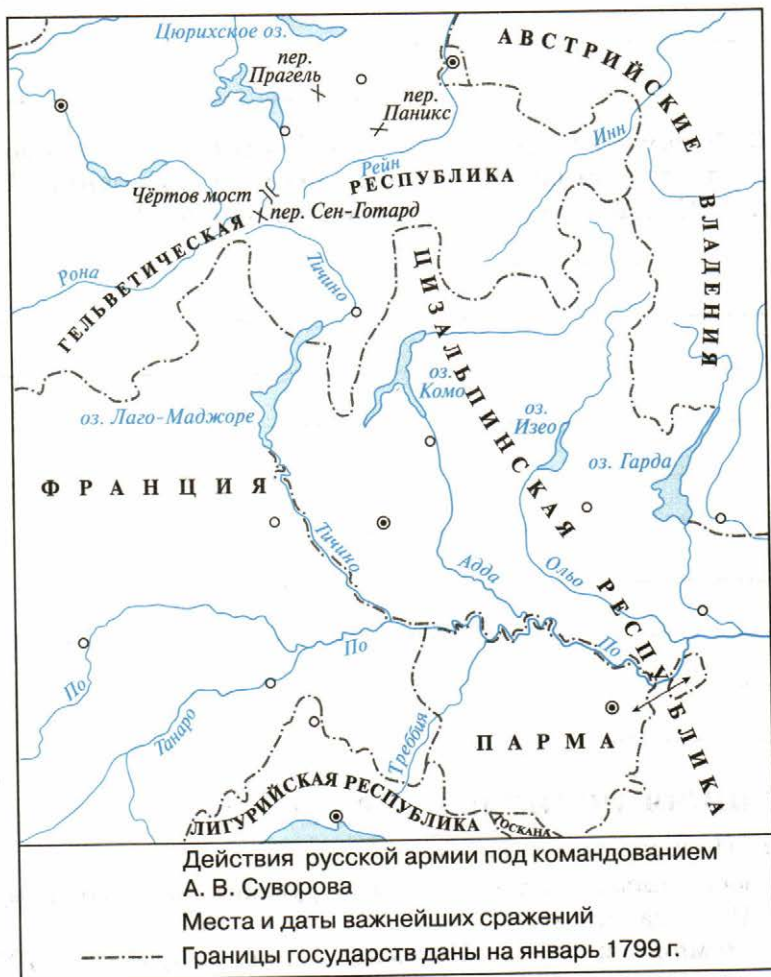 Цюрихское оз.
пер.
Прагель
пер.
Паникс
АВСТРИЙСКИЕ ВЛАДЕНИЯ
Инн
Рейн
РЕСПУБЛИКА
Чёртов мост
пер. Сен-Готард
ГЕЛЬВЕТИЧЕСКАЯ
Рона
Тичино
ЦИЗАЛЬПИНСКАЯ РЕСПУБЛИКА
оз.
Комо
оз.
Изео
оз. Лаго-Маджоре
оз. Гарда
ФРАНЦИЯ
Тичино
Адда
Ольо
По
По
По
Танаро
Треббия
ПАРМА
ЛИГУРИЙСКАЯ РЕСПУБЛИКА
ТОСКАНА
Действия русской армии под командованием
А. В. Суворова
Места и даты важнейших сражений
Границы государств даны на январь 1799 г.